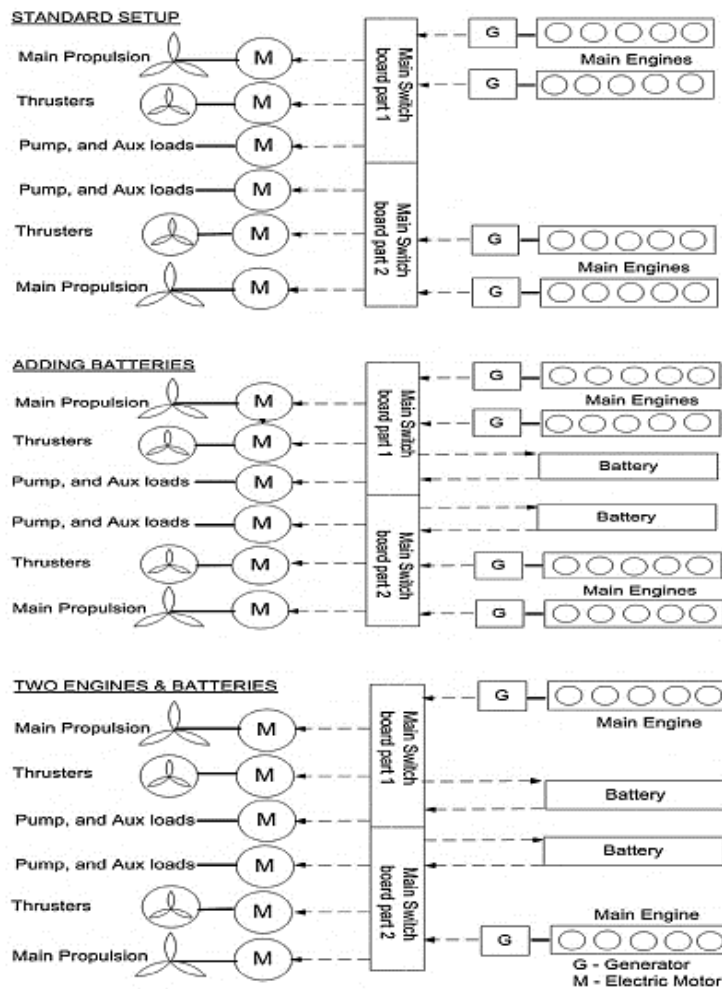 STANDARD SETUP
Main Propulsion M
Thrusters M
Pump, and Aux loads M
Pump, and Aux loads M
Thrusters M
Main Propulsion M
Main Switch
board part 1
Main Switch
board part 2
G
Main Engines
G
G
Main Engines
G
ADDING BATTERIES
Main Propulsion M
Thrusters M
Pump, and Aux loads M
Pump, and Aux loads M
Thrusters M
Main Propulsion M
Main Switch
board part 1
Main Switch
board part 2
G
Main Engines
G
Battery
Battery
G
Main Engines
G
TWO ENGINES & BATTERIES
Main Propulsion M
Thrusters M
Pump, and Aux loads M
Pump, and Aux loads M
Thrusters M
Main Propulsion M
Main Switch
board part 1
Main Switch
board part 2
G
Main Engine
Battery
Battery
Main Engine
G
G - Generator
M - Electric Motor